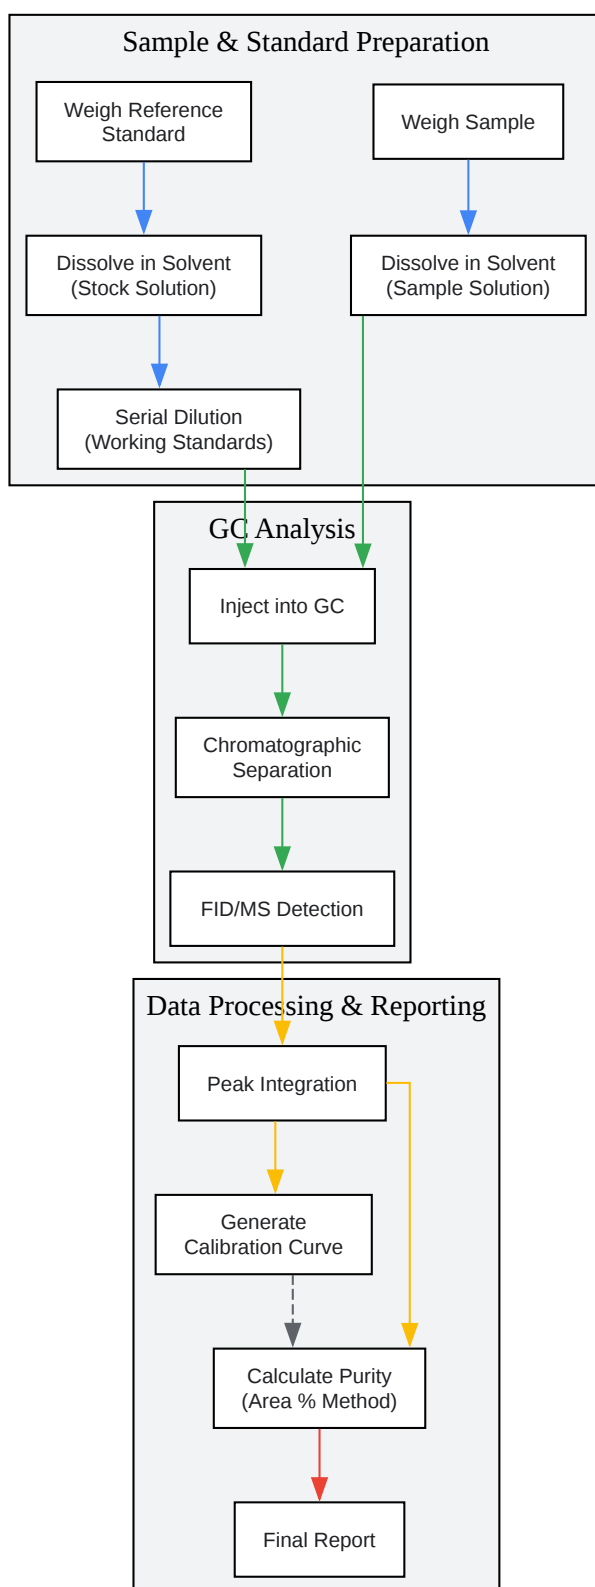 Sample & Standard Preparation
Weigh Reference
Standard
Weigh Sample
Dissolve in Solvent
(Stock Solution)
Dissolve in Solvent
(Sample Solution)
Serial Dilution
(Working Standards)
GC Analysis
Inject into GC
Chromatographic
Separation
FID/MS Detection
Data Processing & Reporting
Peak Integration
Generate
Calibration Curve
Calculate Purity
(Area % Method)
Final Report